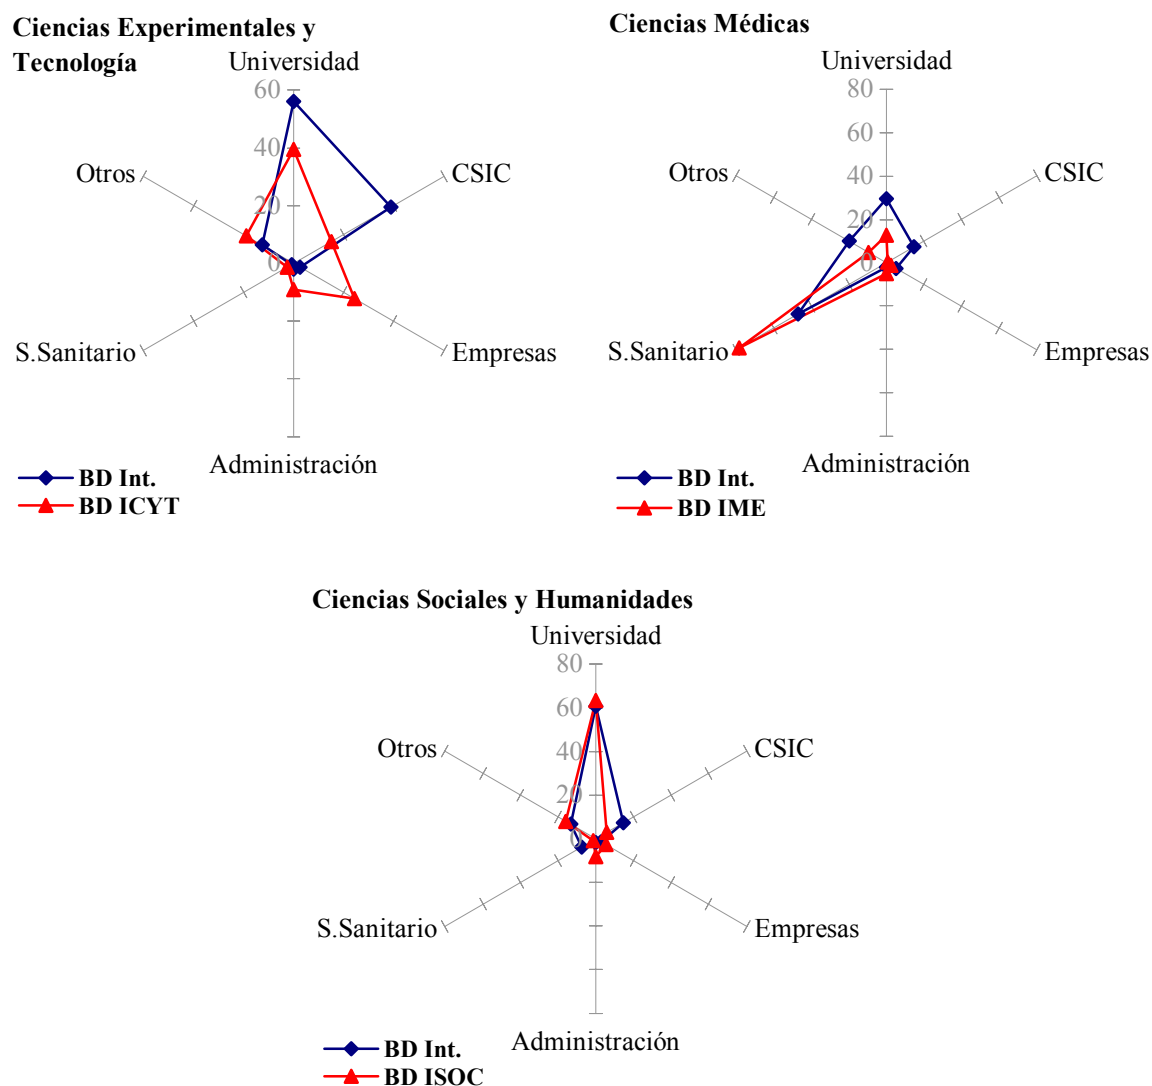 Ciencias Experimentales y
Tecnología
Universidad
60
40
20
0
Otros
CSIC
S.Sanitario
Empresas
Administración
BD Int.
BD ICYT
Ciencias Médicas
Universidad
80
60
40
20
0
Otros
CSIC
S.Sanitario
Empresas
Administración
BD Int.
BD IME
Ciencias Sociales y Humanidades
Universidad
80
60
40
20
0
Otros
CSIC
S.Sanitario
Empresas
Administración
BD Int.
BD ISOC